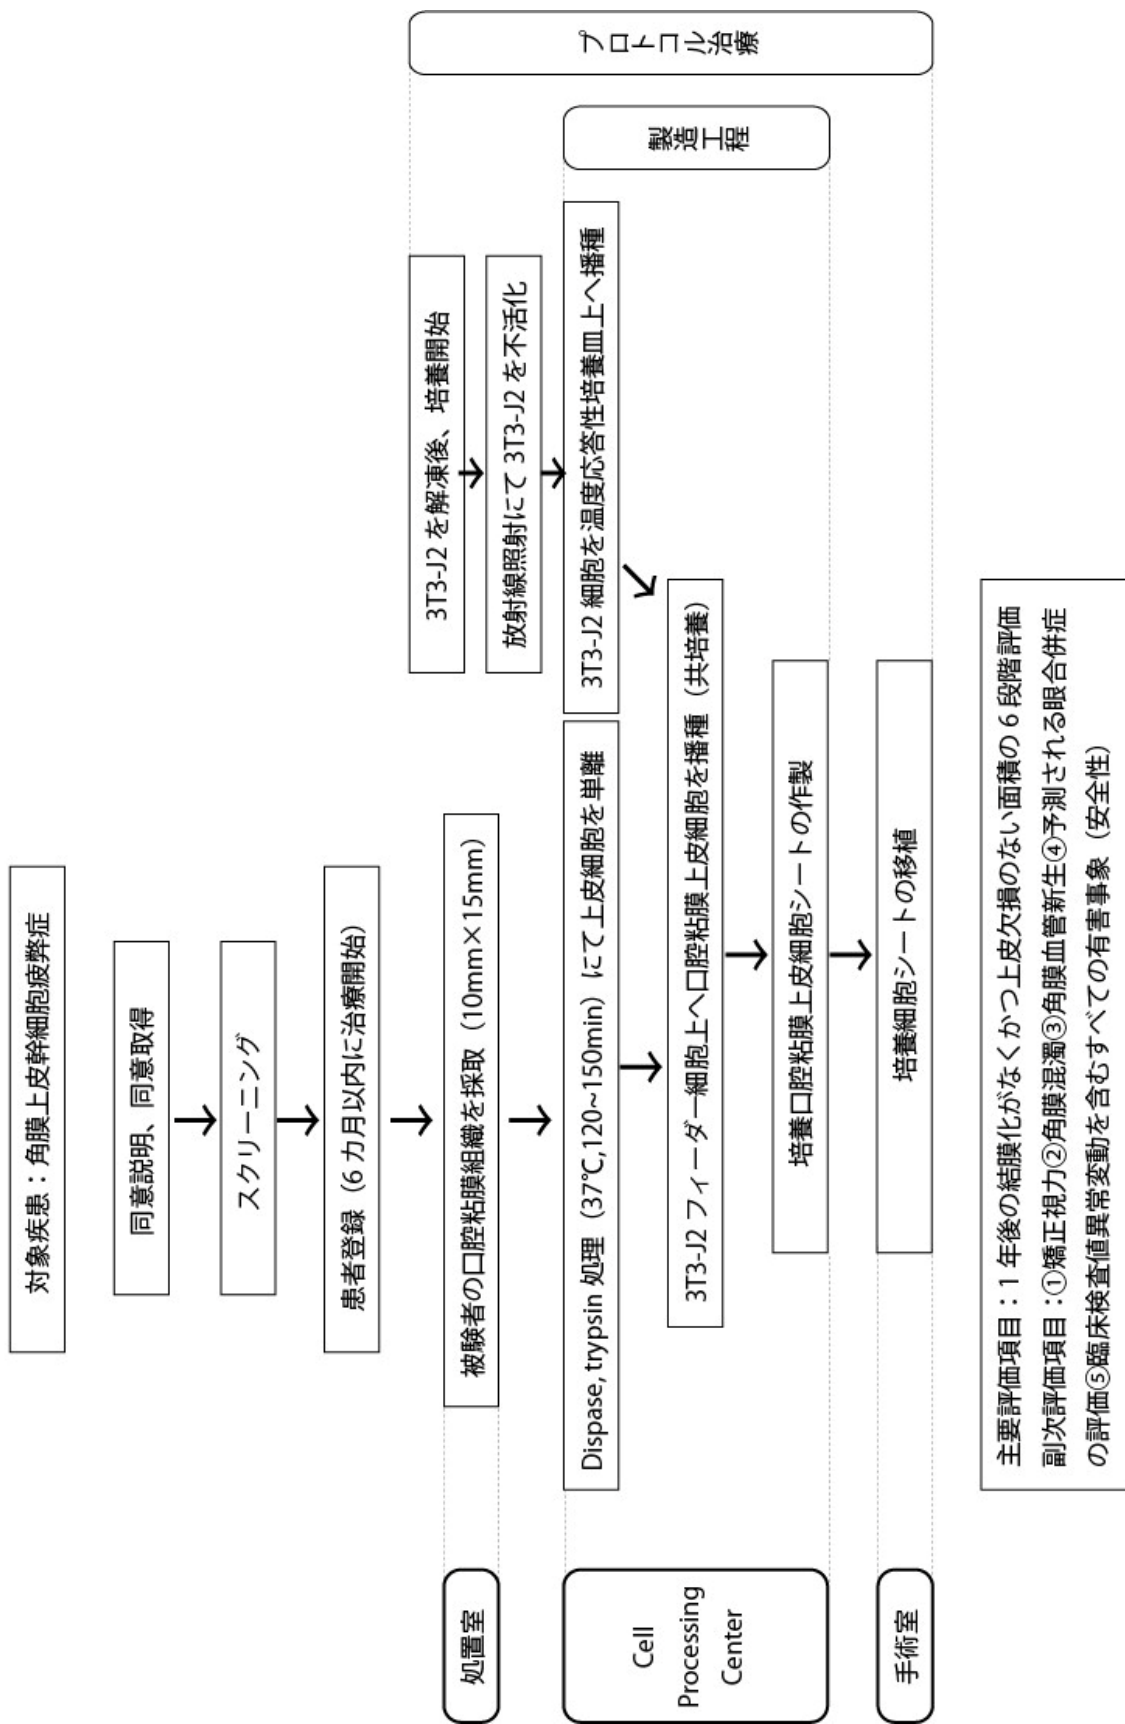 対象疾患：角膜上皮幹細胞疲弊症
同意説明、同意取得
スクリーニング
患者登録（6 カ月以内に治療開始）
3T3-J2 を解凍後、培養開始
放射線照射にて 3T3-J2 を不活化
処置室
被験者の口腔粘膜組織を採取（10mm×15mm）
Cell
Processing
Center
Dispase, trypsin 処理（37℃,120~150min）にて上皮細胞を単離
3T3-J2 細胞を温度応答性培養皿上へ播種
3T3-J2 フィーダー細胞上へ口腔粘膜上皮細胞を播種（共培養）
培養口腔粘膜上皮細胞シートの作製
手術室
培養細胞シートの移植
製造工程
プロトコル治療
主要評価項目：1 年後の結膜化がなくかつ上皮欠損のない面積の 6 段階評価
副次評価項目：①矯正視力②角膜混濁③角膜血管新生④予測される眼合併症
の評価⑤臨床検査値異常変動を含むすべての有害事象（安全性）